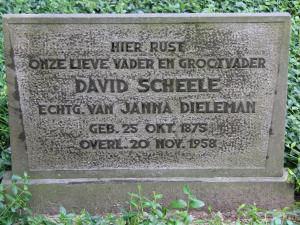 HIER RUST
ONZE LIEVE VADER EN GROOTVADER
DAVID SCHEELE
ECHTG. VAN JANNA DIELEMAN
GEB. 25 OKT. 1875
OVERL. 20 NOV. 1958